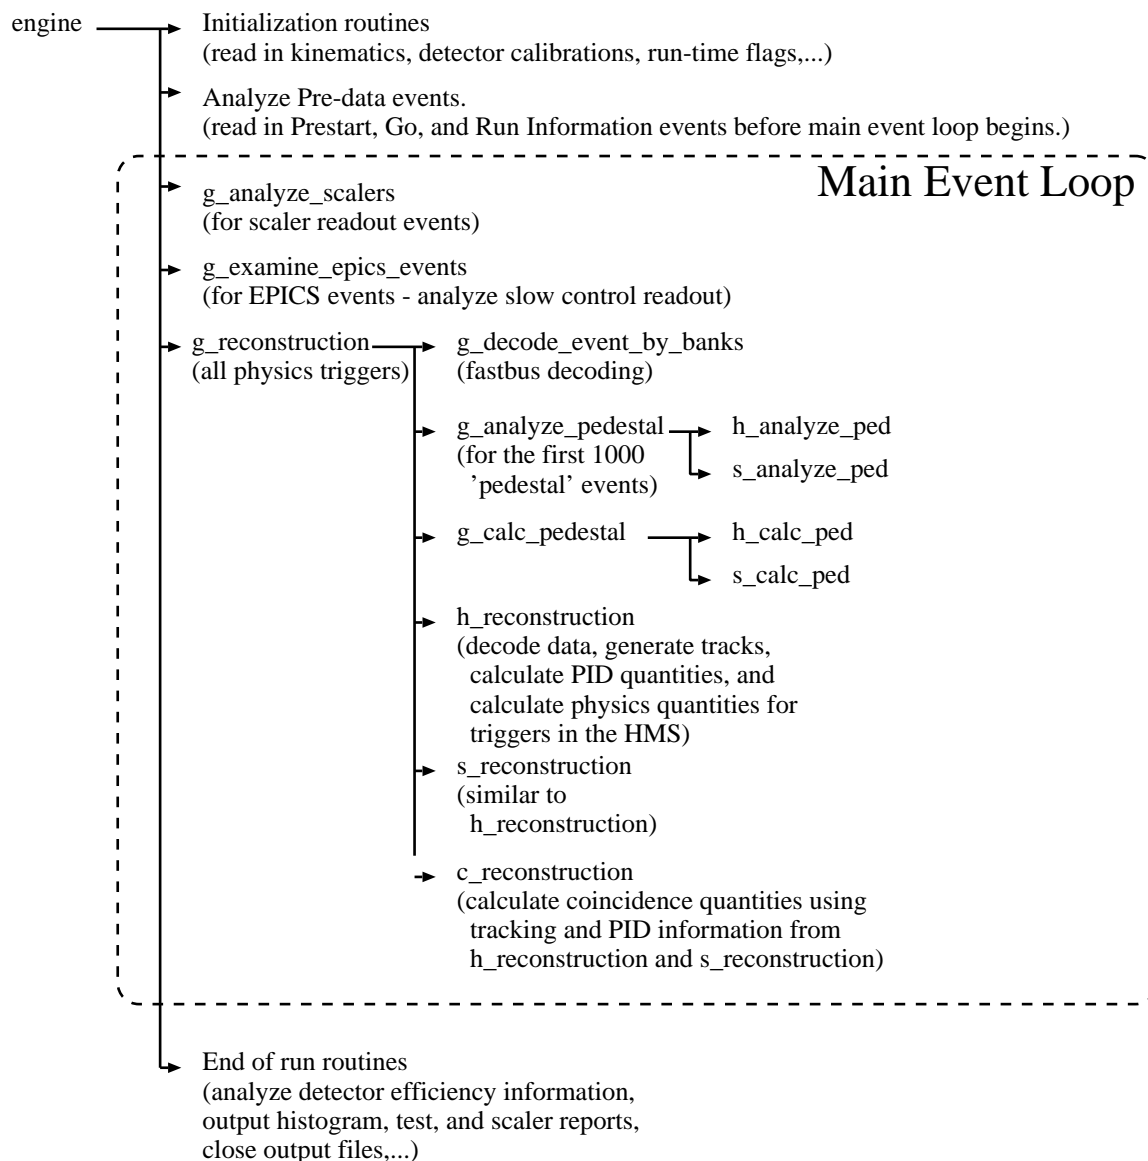 engine
Initialization routines
(read in kinematics, detector calibrations, run-time flags,...)
Analyze Pre-data events.
(read in Prestart, Go, and Run Information events before main event loop begins.)
Main Event Loop
g_analyze_scalers
(for scaler readout events)
g_examine_epics_events
(for EPICS events - analyze slow control readout)
g_reconstruction
(all physics triggers)
g_decode_event_by_banks
(fastbus decoding)
g_analyze_pedestal
(for the first 1000
’pedestal’ events)
h_analyze_ped
s_analyze_ped
g_calc_pedestal
h_calc_ped
s_calc_ped
h_reconstruction
(decode data, generate tracks,
calculate PID quantities, and
calculate physics quantities for
triggers in the HMS)
s_reconstruction
(similar to
h_reconstruction)
c_reconstruction
(calculate coincidence quantities using
tracking and PID information from
h_reconstruction and s_reconstruction)
End of run routines
(analyze detector efficiency information,
output histogram, test, and scaler reports,
close output files,...)